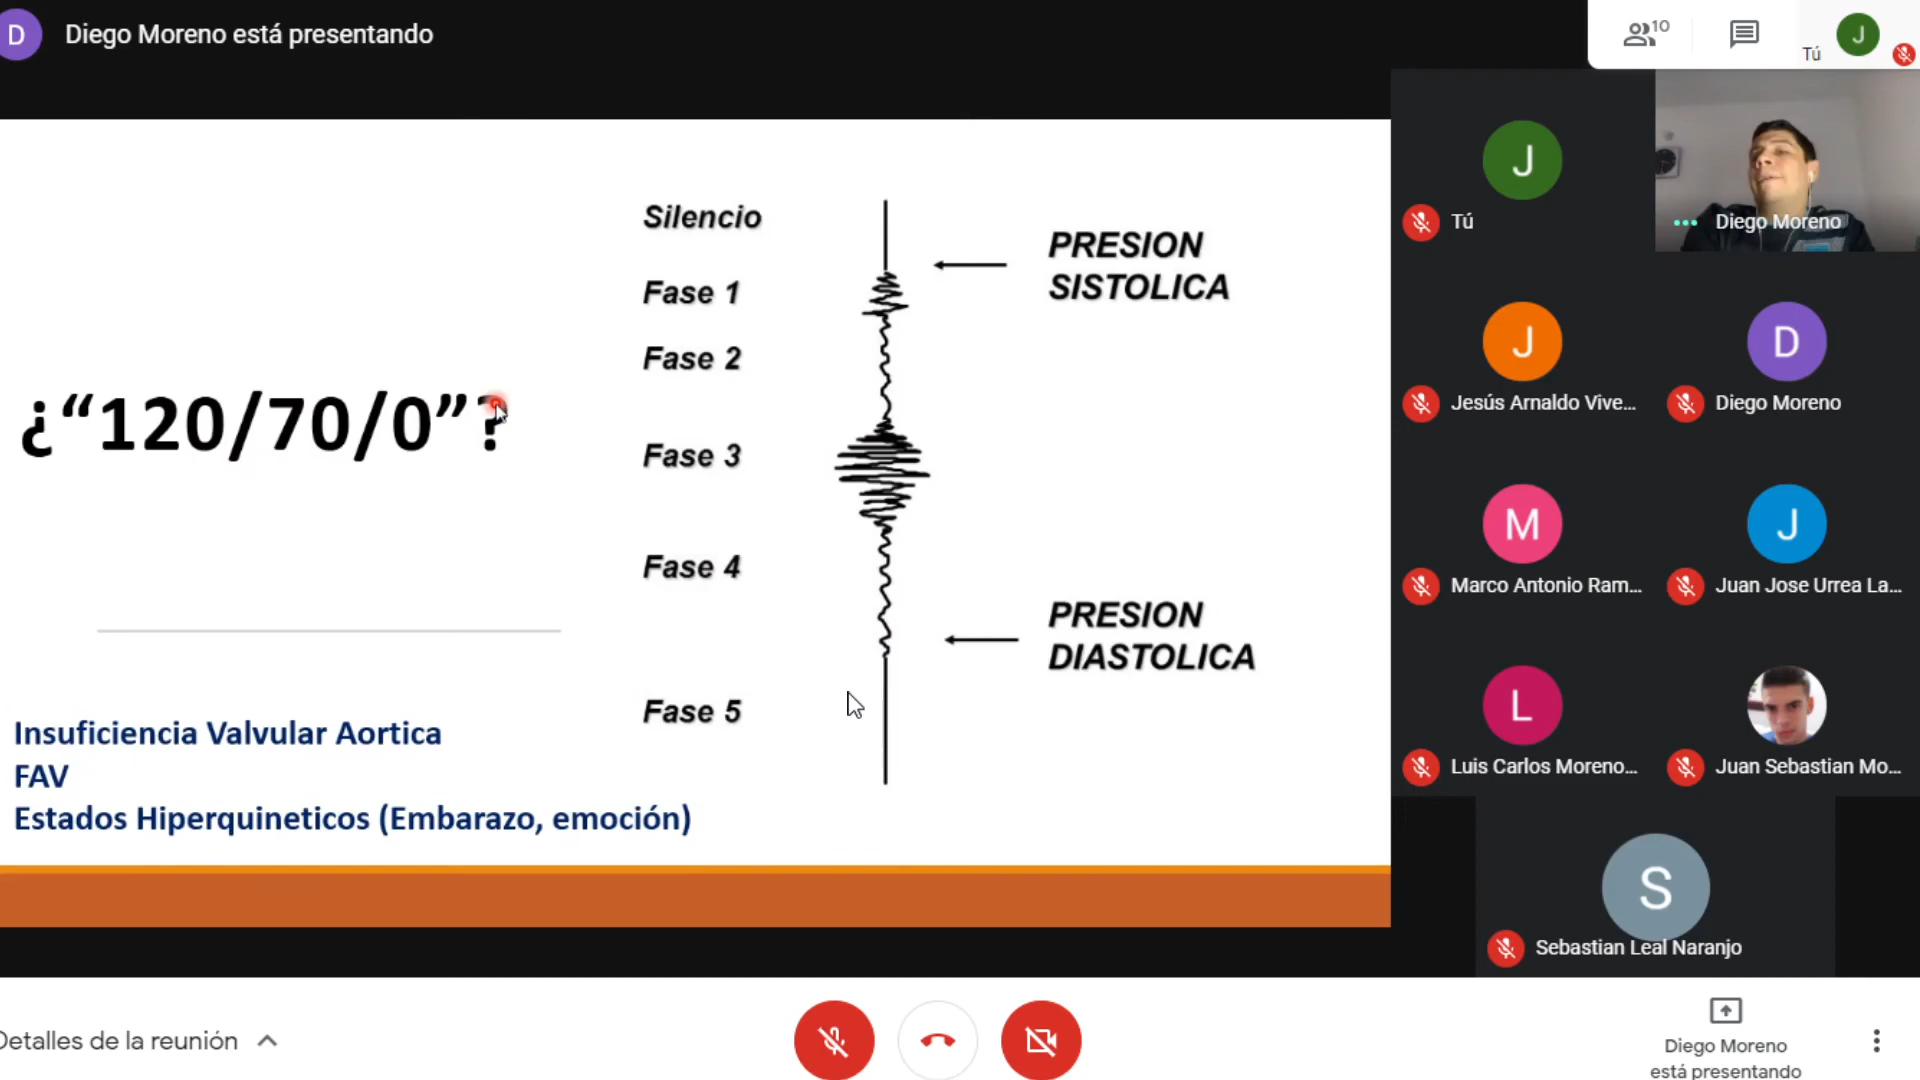 D
Diego Moreno está presentando
10
Tú
J
Silencio
Fase 1
Fase 2
Fase 3
Fase 4
Fase 5
PRESION
SISTOLICA
PRESION
DIASTOLICA
¿“120/70/0”?
Insuficiencia Valvular Aortica
FAV
Estados Hiperquineticos (Embarazo, emoción)
J
Tú
Diego Moreno
J
Jesús Arnaldo Vive...
D
Diego Moreno
M
Marco Antonio Ram...
J
Juan Jose Urrea La...
L
Luis Carlos Moreno...
Juan Sebastian Mo...
S
Sebastian Leal Naranjo
Detalles de la reunión
Diego Moreno
está presentando